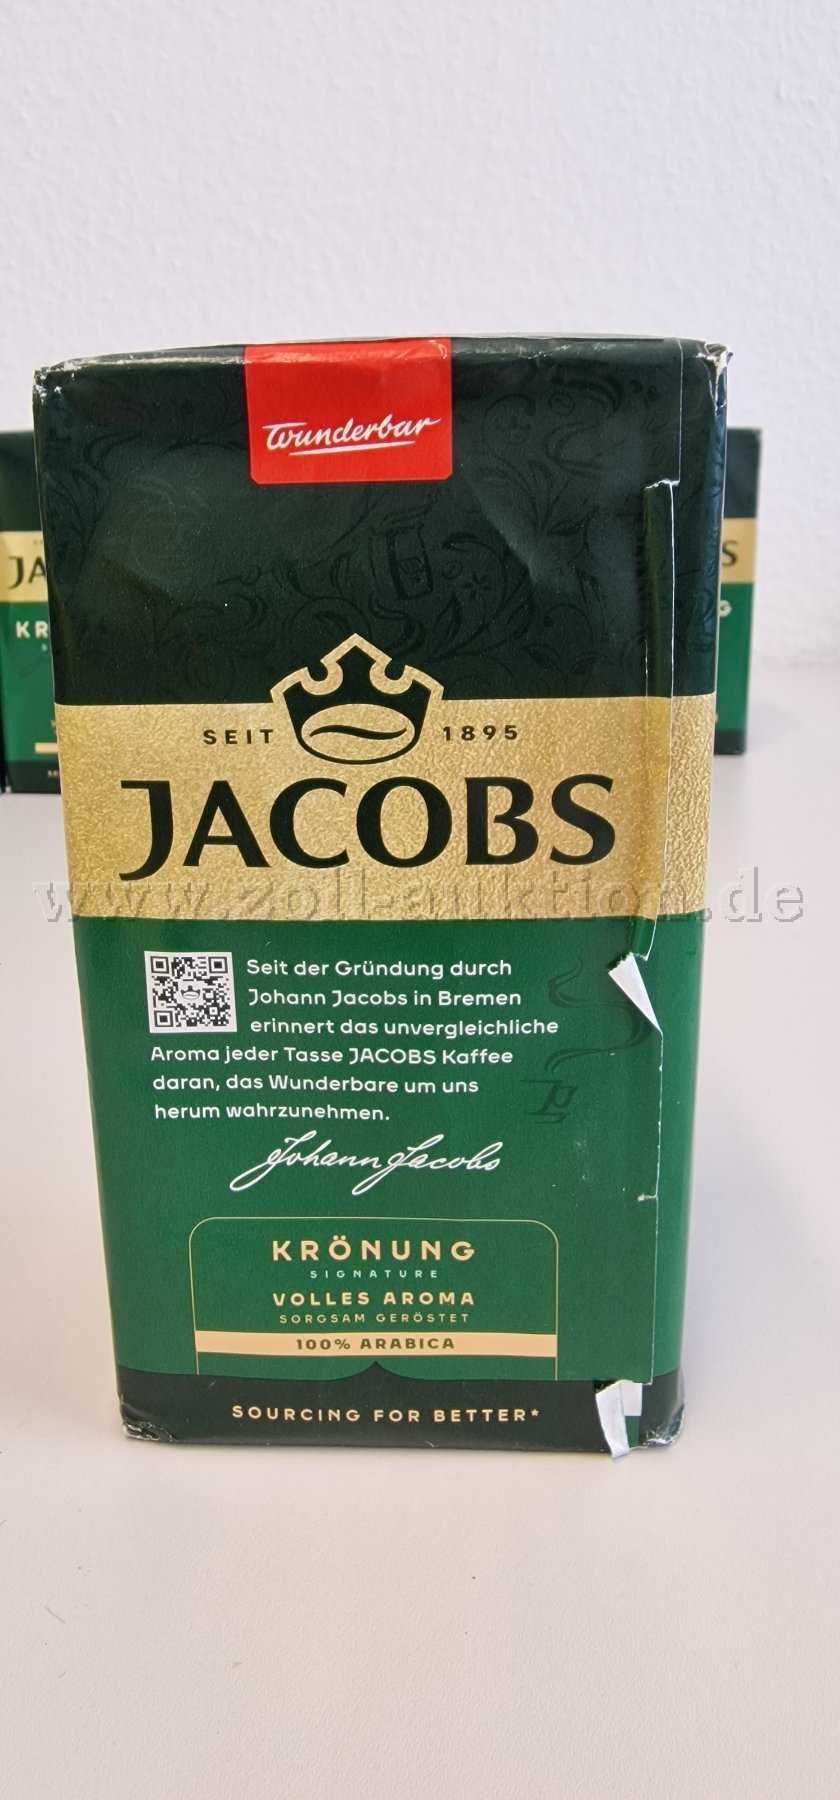 Wunderbar
SEIT 1895
JACOBS
www.zoll-auktion.de
Seit der Gründung durch
Johann Jacobs in Bremen
erinnert das unvergleichliche
Aroma jeder Tasse JACOBS Kaffee
daran, das Wunderbare um uns
herum wahrzunehmen.
Johann Jacobs
KRÖNUNG
SIGNATURE
VOLLES AROMA
SORGSAM GERÖSTET
100% ARABICA
SOURCING FOR BETTER*
JA
KR
S
G